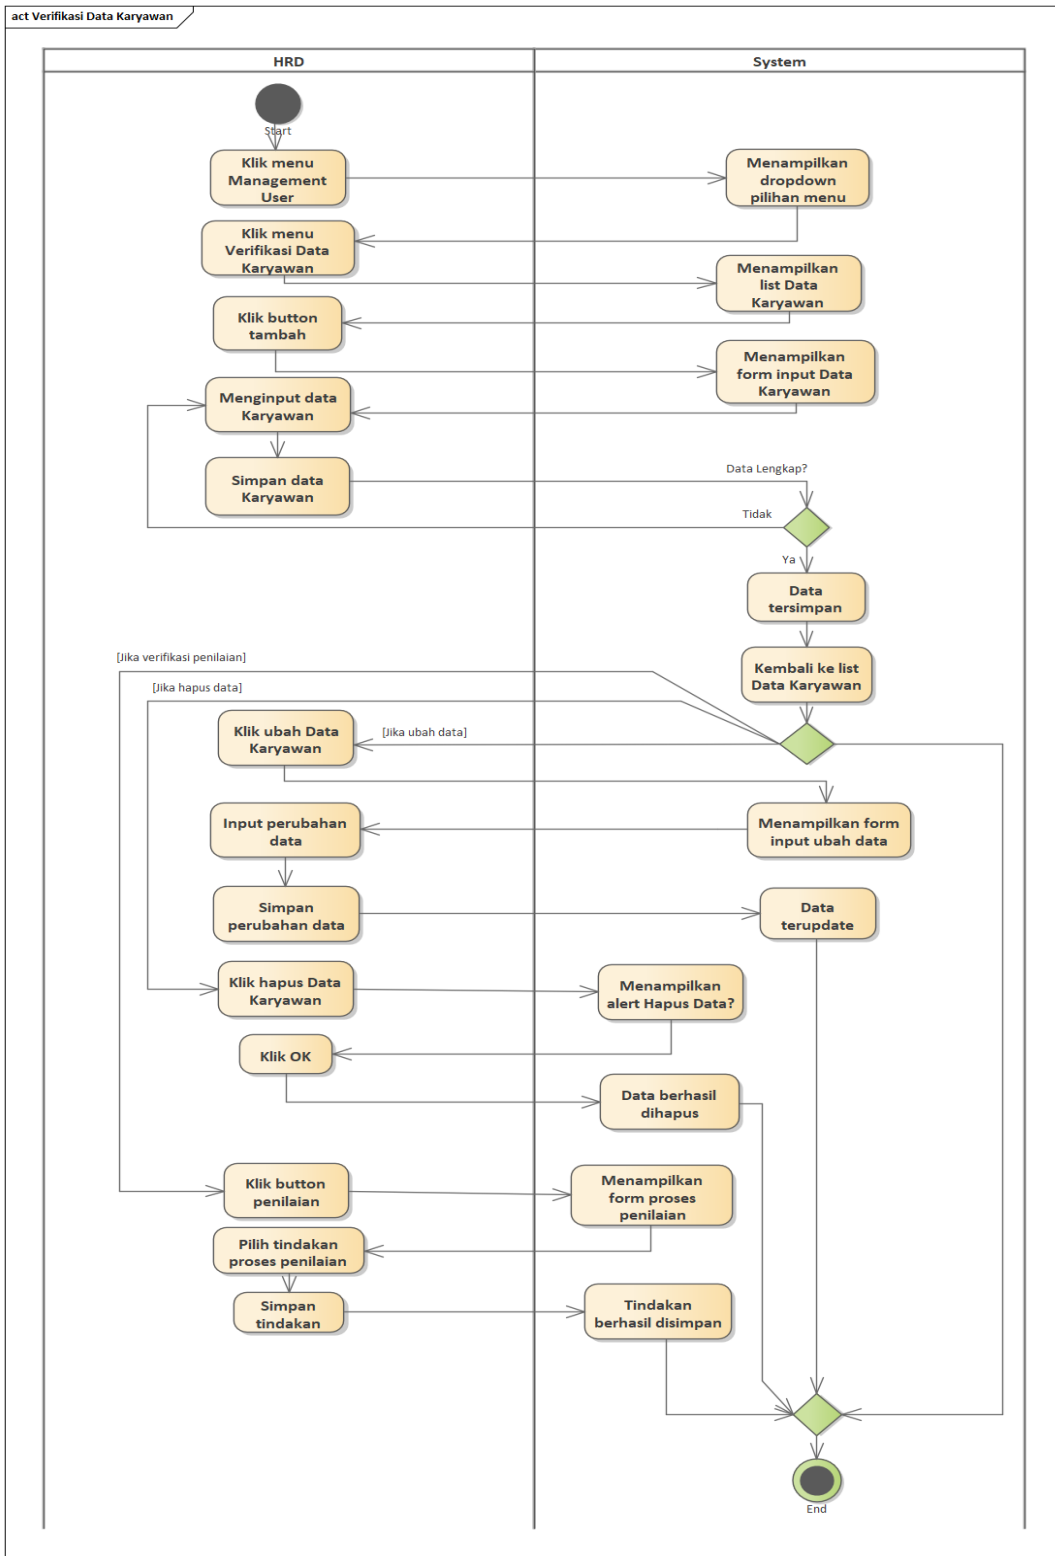 act Verifikasi Data Karyawan
HRD
System
Start
Klik menu
Management
User
Menampilkan
dropdown
pilihan menu
Klik menu
Verifikasi Data
Karyawan
Menampilkan
list Data
Karyawan
Klik button
tambah
Menampilkan
form input Data
Karyawan
Menginput data
Karyawan
Simpan data
Karyawan
Data Lengkap?
Tidak
Ya
Data
tersimpan
Kembali ke list
Data Karyawan
[Jika verifikasi penilaian]
[Jika hapus data]
[Jika ubah data]
Klik ubah Data
Karyawan
Input perubahan
data
Menampilkan form
input ubah data
Simpan
perubahan data
Data
terupdate
Klik hapus Data
Karyawan
Menampilkan
alert Hapus Data?
Klik OK
Data berhasil
dihapus
Klik button
penilaian
Menampilkan
form proses
penilaian
Pilih tindakan
proses penilaian
Simpan
tindakan
Tindakan
berhasil disimpan
End